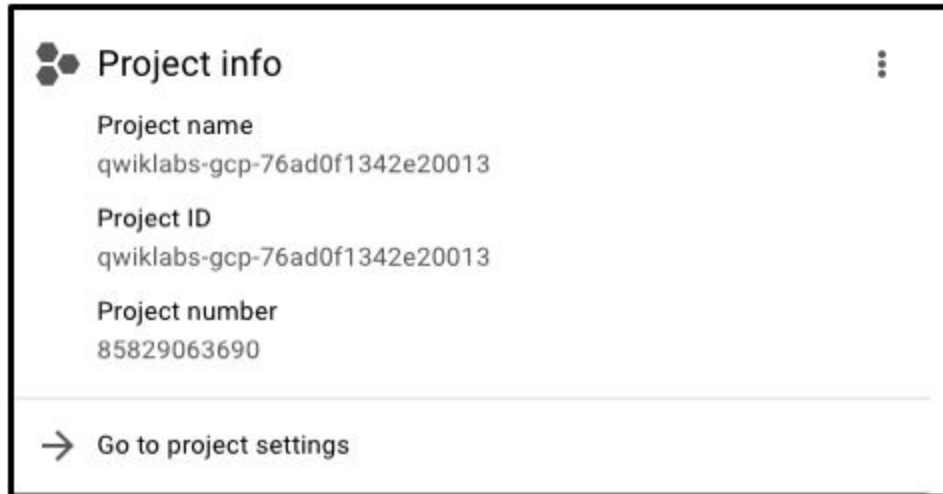 Project info
Project name
qwiklabs-gcp-76ad0f1342e20013
Project ID
qwiklabs-gcp-76ad0f1342e20013
Project number
85829063690
Go to project settings